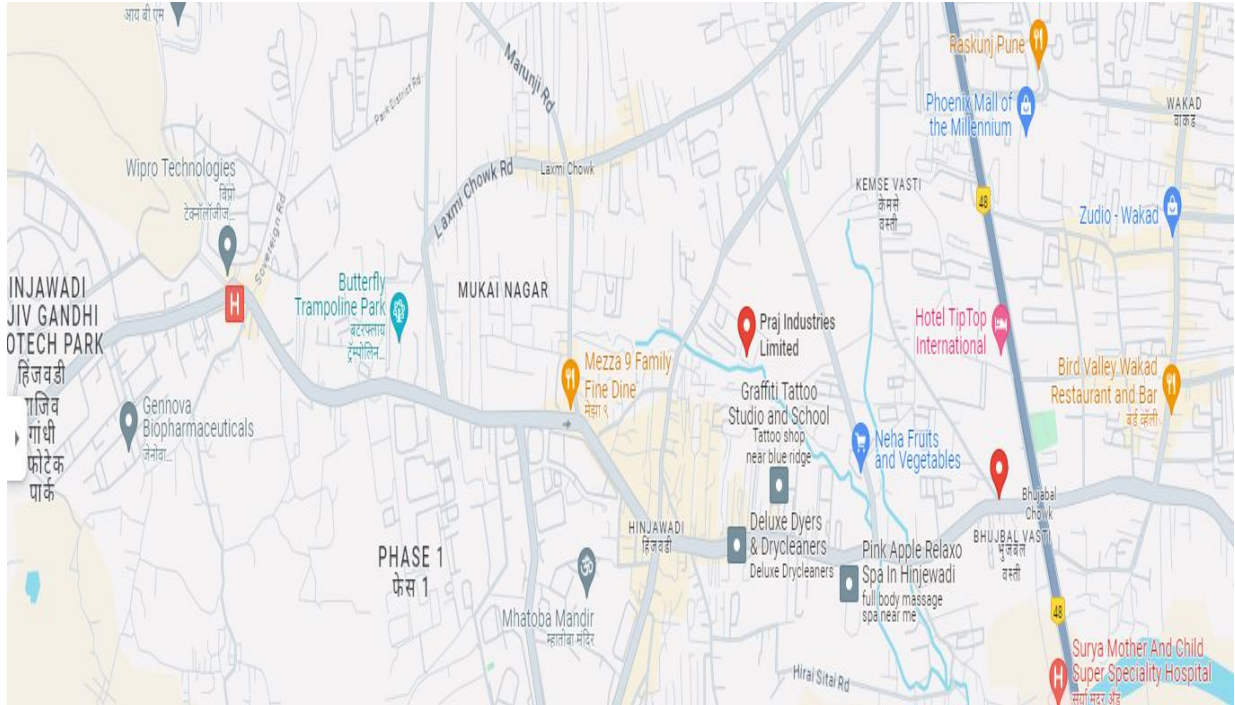 आय बी एम
Marunji Rd
Park District Rd
Raskunj Pune
Phoenix Mall of
the Millennium
WAKAD
वाकड
Wipro Technologies
विप्रो
टेक्नॉलॉजीज...
Sovereign Rd
Laxmi Chowk Rd
Laxmi Chowk
KEMSE VASTI
केमसे
वस्ती
48
Zudio - Wakad
INJAWADI
JIV GANDHI
OTECH PARK
हिंजवडी
ाजिव
गांधी
फोटेक
पार्क
H
Butterfly
Trampoline Park
बटरफ्लाय
ट्रॅम्पोलिन...
MUKAI NAGAR
Praj Industries
Limited
Hotel TipTop
International
Mezza 9 Family
Fine Dine
मेझा ९
Bird Valley Wakad
Restaurant and Bar
बर्ड व्हॅली
Graffiti Tattoo
Studio and School
Tattoo shop
near blue ridge
Gennova
Biopharmaceuticals
जेनोवा...
Neha Fruits
and Vegetables
Bhujabal
Chowk
HINJAWADI
हिंजवडी
Deluxe Dyers
& Drycleaners
Deluxe Drycleaners
BHUJBAL VASTI
भुजबळ
वस्ती
PHASE 1
फेस 1
Pink Apple Relaxo
Spa In Hinjewadi
full body massage
spa near me
Mhatoba Mandir
म्हातोबा मंदिर
48
Hirai Sital Rd
Surya Mother And Child
Super Speciality Hospital
H
सूर्या मदर अँड